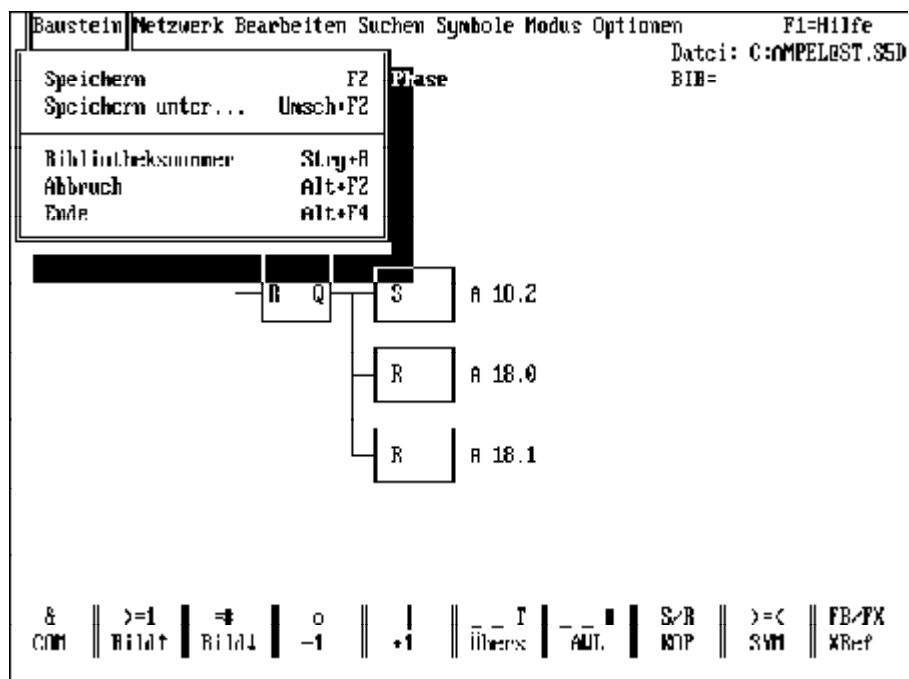 Baustein Netzwerk Bearbeiten Suchen Symbole Modus Optionen F1=Hilfe
Datei: C:AMPEL@ST.S5D
Speichern F2 Phase BIB=
Speichern unter... Umsch+F2
Bibliotheksnummer Strg+B
Abbruch Alt+F2
Ende Alt+F4
R Q S A 10.2
R A 18.0
R A 18.1
& >=1 =# o | _ _ Γ _ _ ■ S/R >=< FB/FX
COM Bild↑ Bild↓ -1 +1 Übers AWL KOP SYM XRef